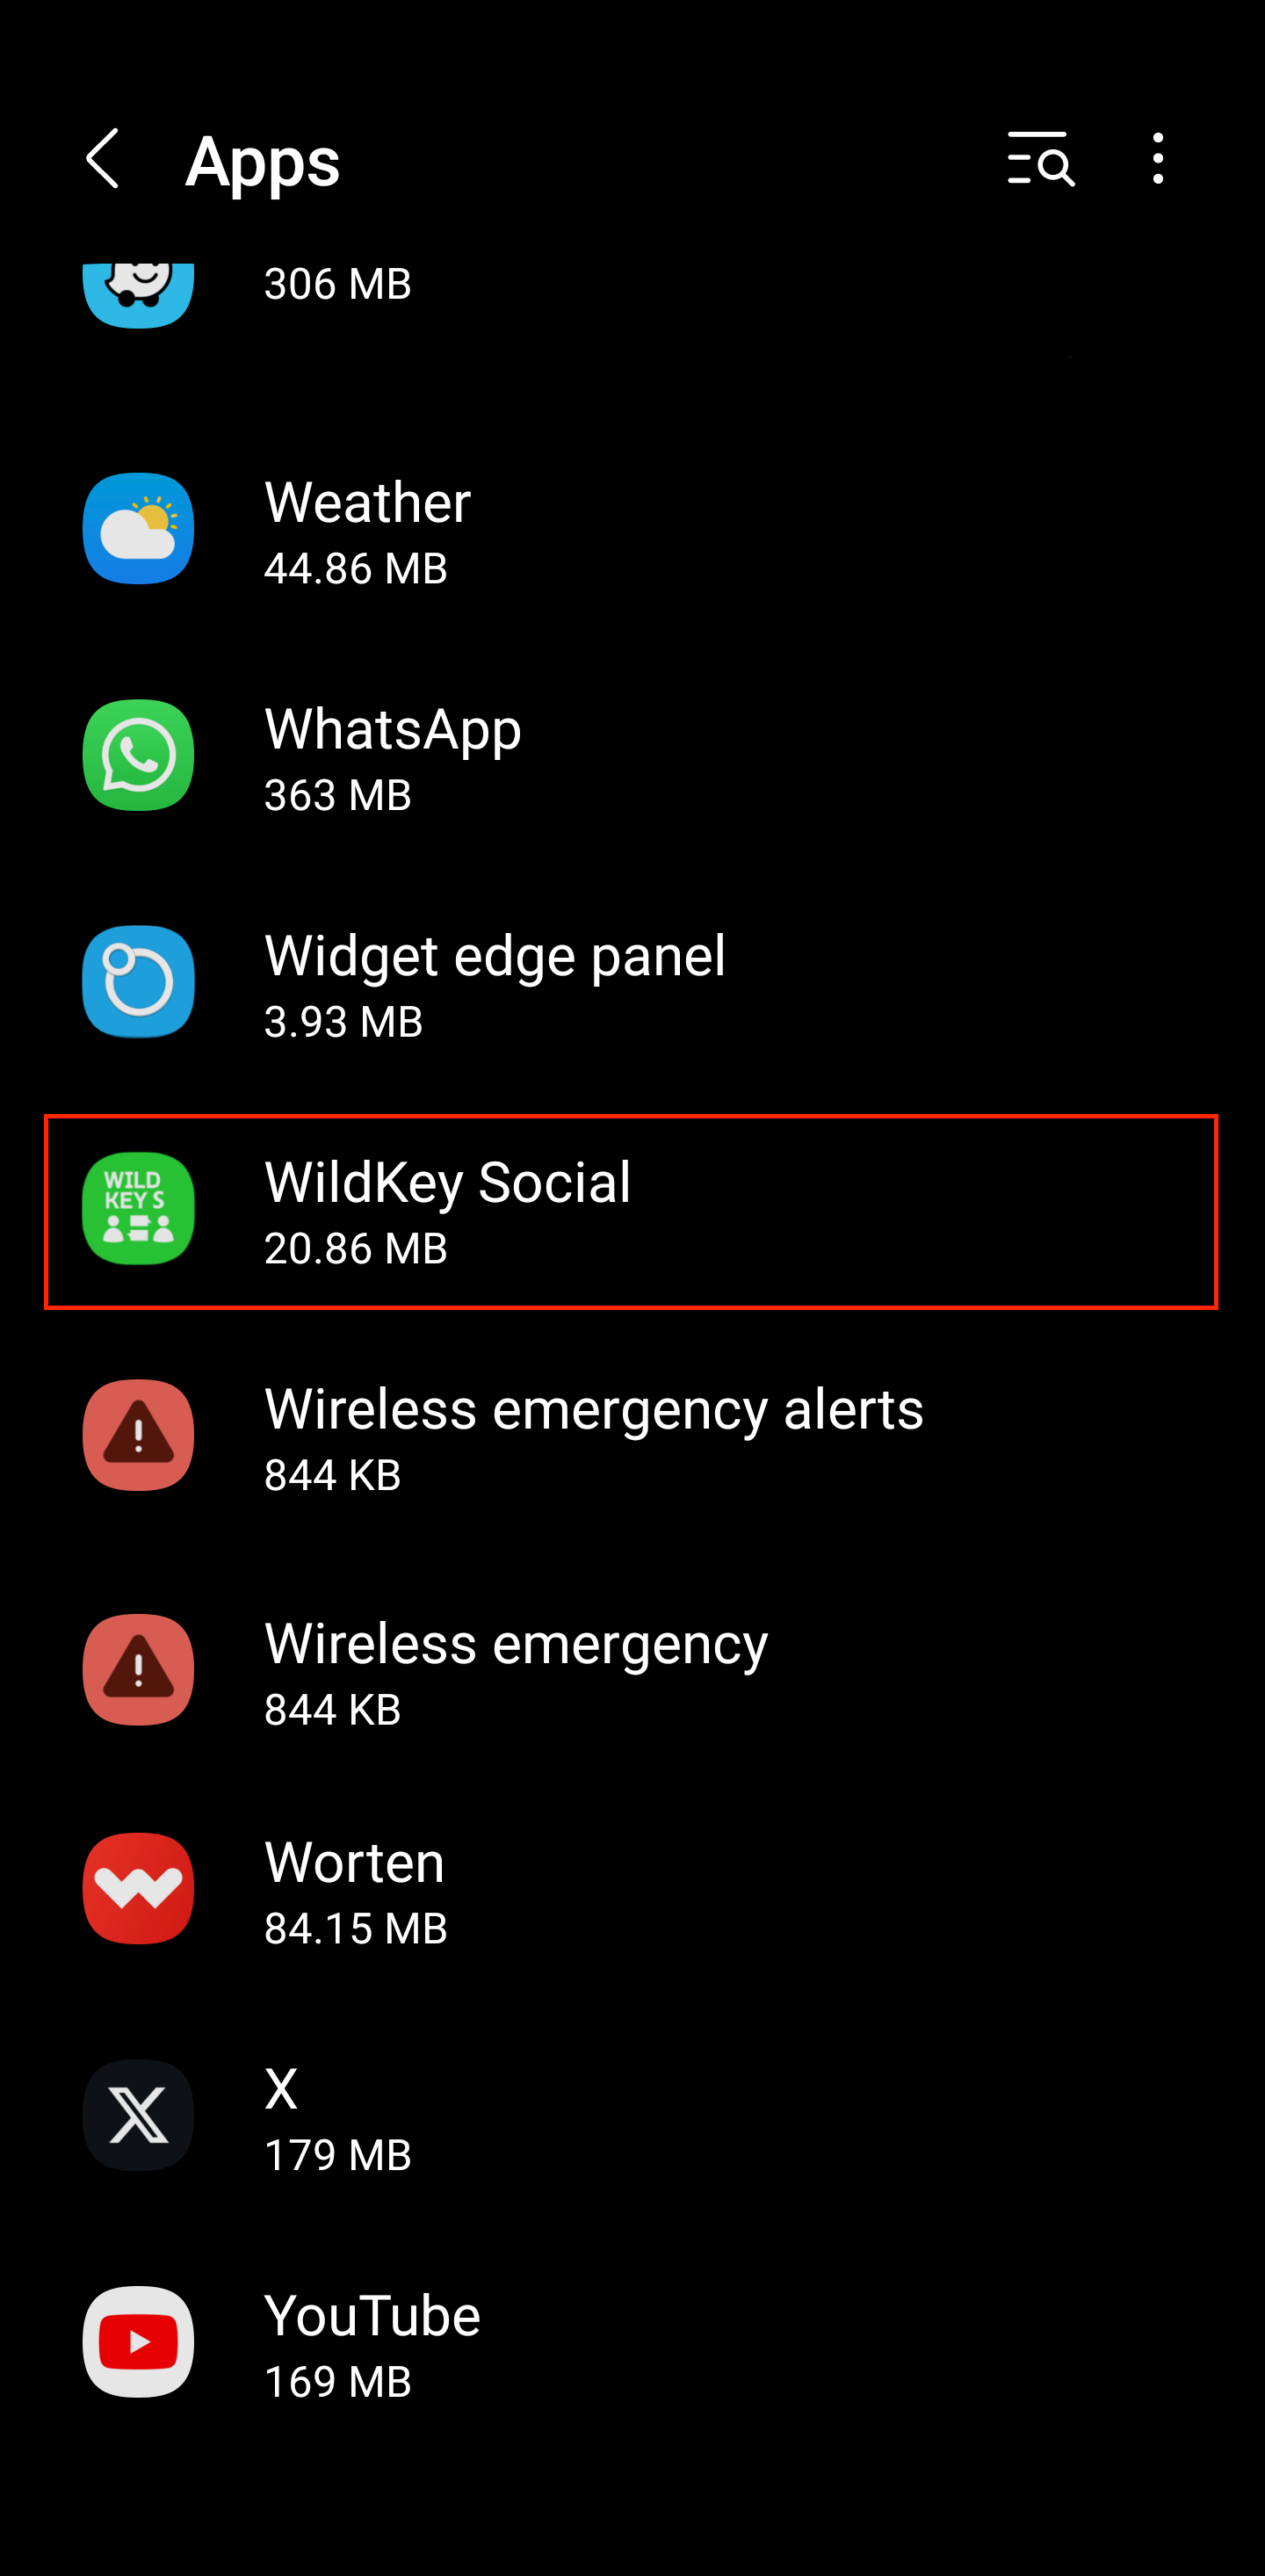 Apps
306 MB
Weather
44.86 MB
WhatsApp
363 MB
Widget edge panel
3.93 MB
WILD
KEY S
WildKey Social
20.86 MB
Wireless emergency alerts
844 KB
Wireless emergency
844 KB
Worten
84.15 MB
X
179 MB
YouTube
169 MB